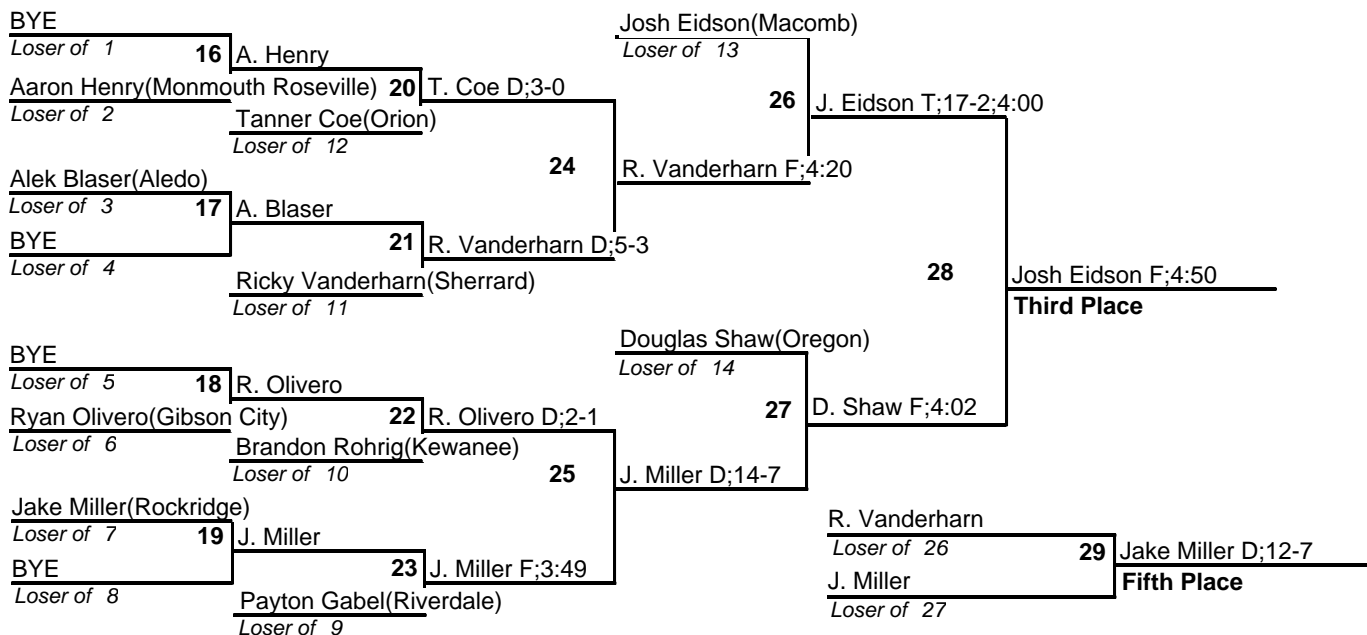 BYE
Loser of 1
16
A. Henry
Aaron Henry(Monmouth Roseville)
Loser of 2
20
T. Coe D;3-0
Tanner Coe(Orion)
Loser of 12
24
R. Vanderharn F;4:20
Alek Blaser(Aledo)
Loser of 3
17
A. Blaser
BYE
Loser of 4
21
R. Vanderharn D;5-3
Ricky Vanderharn(Sherrard)
Loser of 11
Josh Eidson(Macomb)
Loser of 13
26
J. Eidson T;17-2;4:00
28
Josh Eidson F;4:50
Third Place
BYE
Loser of 5
18
R. Olivero
Ryan Olivero(Gibson City)
Loser of 6
22
R. Olivero D;2-1
Brandon Rohrig(Kewanee)
Loser of 10
25
J. Miller D;14-7
Jake Miller(Rockridge)
Loser of 7
19
J. Miller
BYE
Loser of 8
23
J. Miller F;3:49
Payton Gabel(Riverdale)
Loser of 9
Douglas Shaw(Oregon)
Loser of 14
27
D. Shaw F;4:02
R. Vanderharn
Loser of 26
29
Jake Miller D;12-7
Fifth Place
J. Miller
Loser of 27